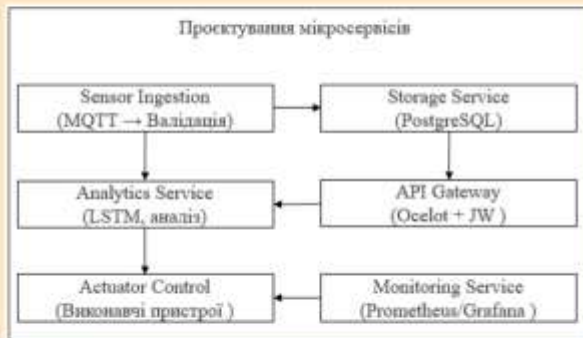 Проєктування мікросервісів
Sensor Ingestion
(MQTT → Валідація)
Storage Service
(PostgreSQL)
Analytics Service
(LSTM, аналіз)
API Gateway
(Ocelot + JW )
Actuator Control
(Виконавчі пристрої )
Monitoring Service
(Prometheus/Grafana )